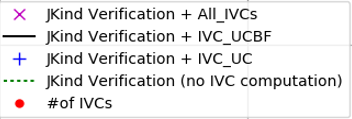 JKind Verification + All_IVCs
JKind Verification + IVC_UCBF
JKind Verification + IVC_UC
JKind Verification (no IVC computation)
#of IVCs